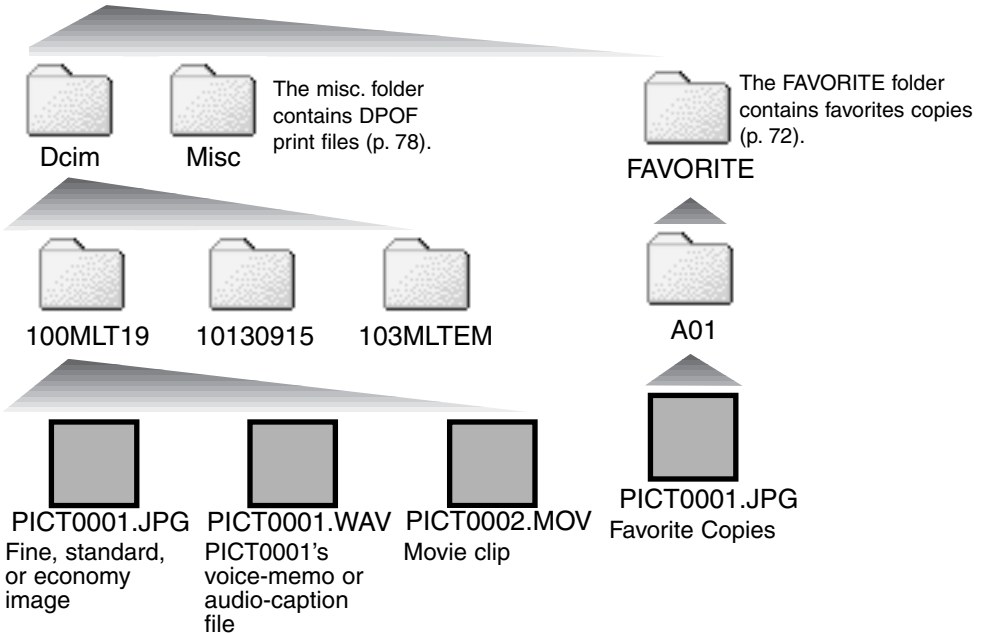 Dcim
Misc
The misc. folder
contains DPOF
print files (p. 78).
FAVORITE
The FAVORITE folder
contains favorites copies
(p. 72).
100MLT19
10130915
103MLTEM
A01
PICT0001.JPG
Fine, standard,
or economy
image
PICT0001.WAV
PICT0001's
voice-memo or
audio-caption
file
PICT0002.MOV
Movie clip
PICT0001.JPG
Favorite Copies